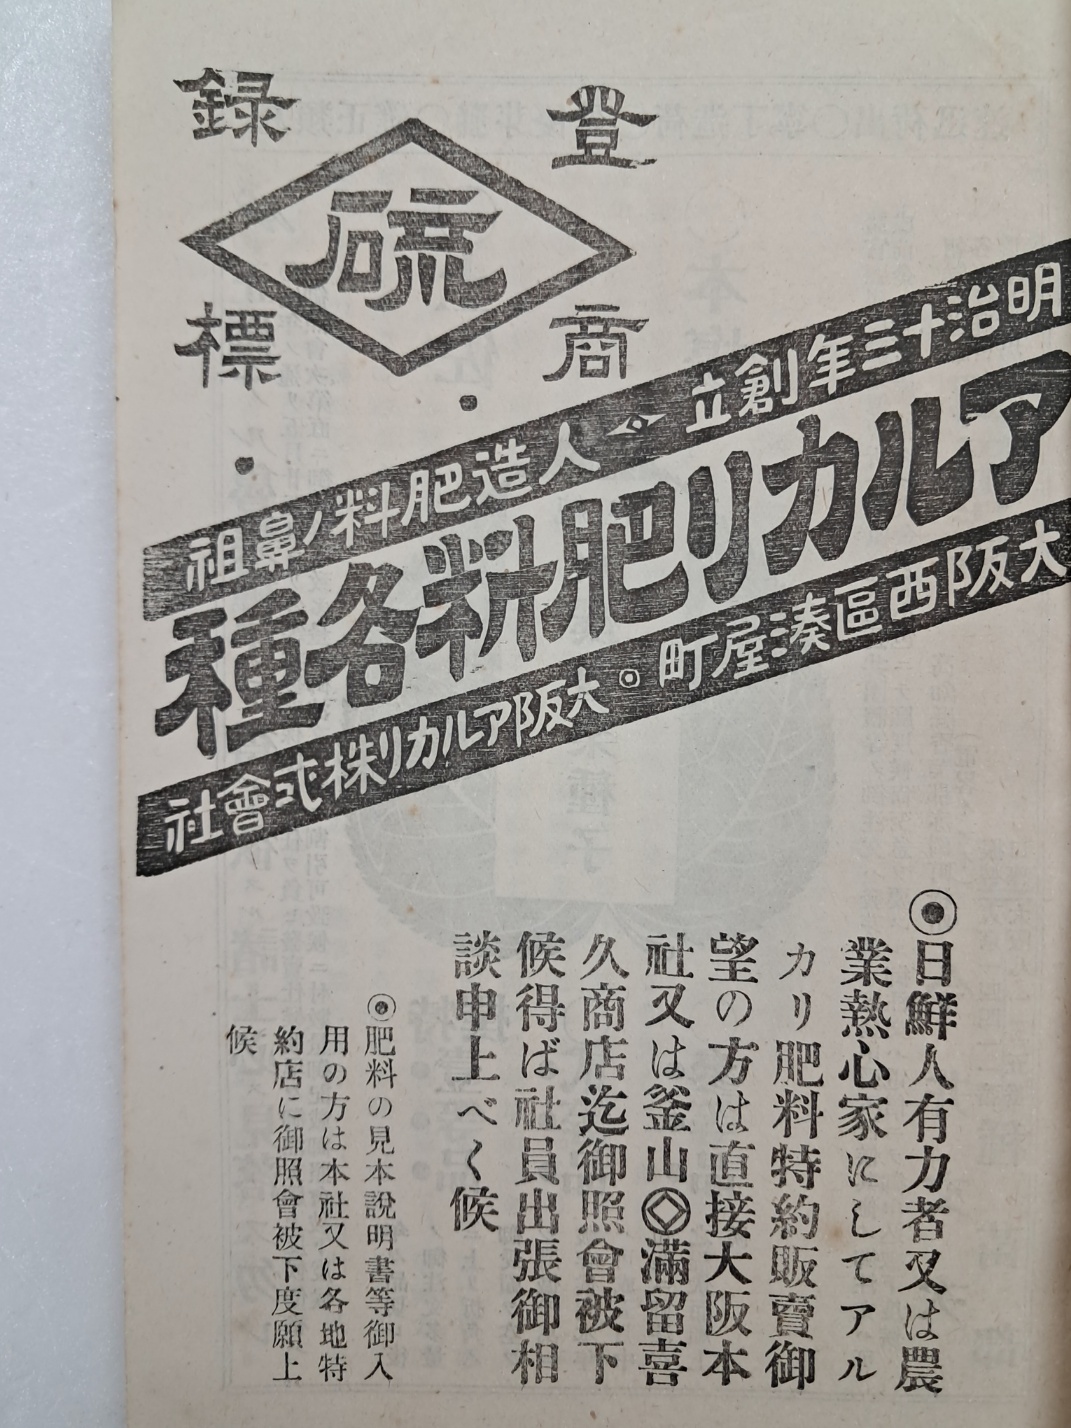 登録
商標
硫
明治十三年創立
人造肥料ノ鼻祖
アルカリ肥料各種
大阪西區湊屋町◎大阪アルカリ株式會社
◉日鮮人有力者又は農
業熱心家にしてアル
カリ肥料特約販賣御
望の方は直接大阪本
社又は釜山滿留喜
久商店迄御照會被下
候得ば社員出張御相
談申上べく候
◉肥料の見本說明書等御入
用の方は本社又は各地特
約店に御照會被下度願上
候